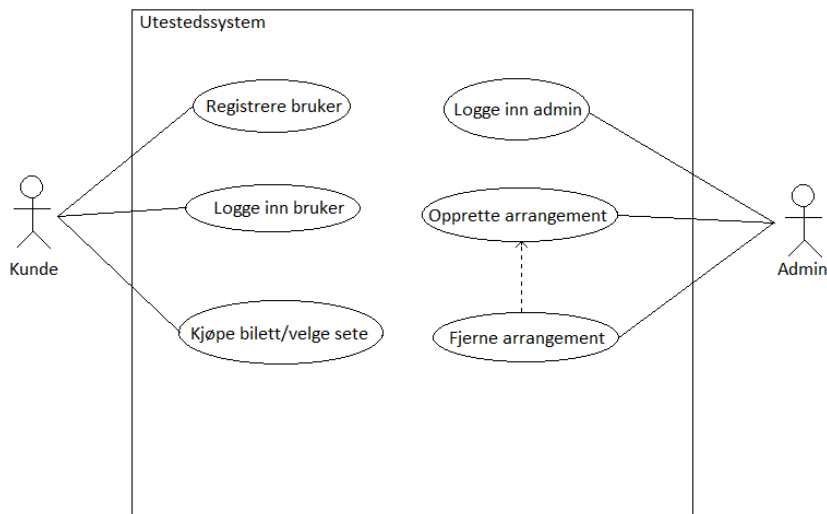 Utestedssystem
Registrere bruker
Logge inn admin
Logge inn bruker
Opprette arrangement
Kunde
Admin
Kjøpe bilett/velge sete
Fjerne arrangement